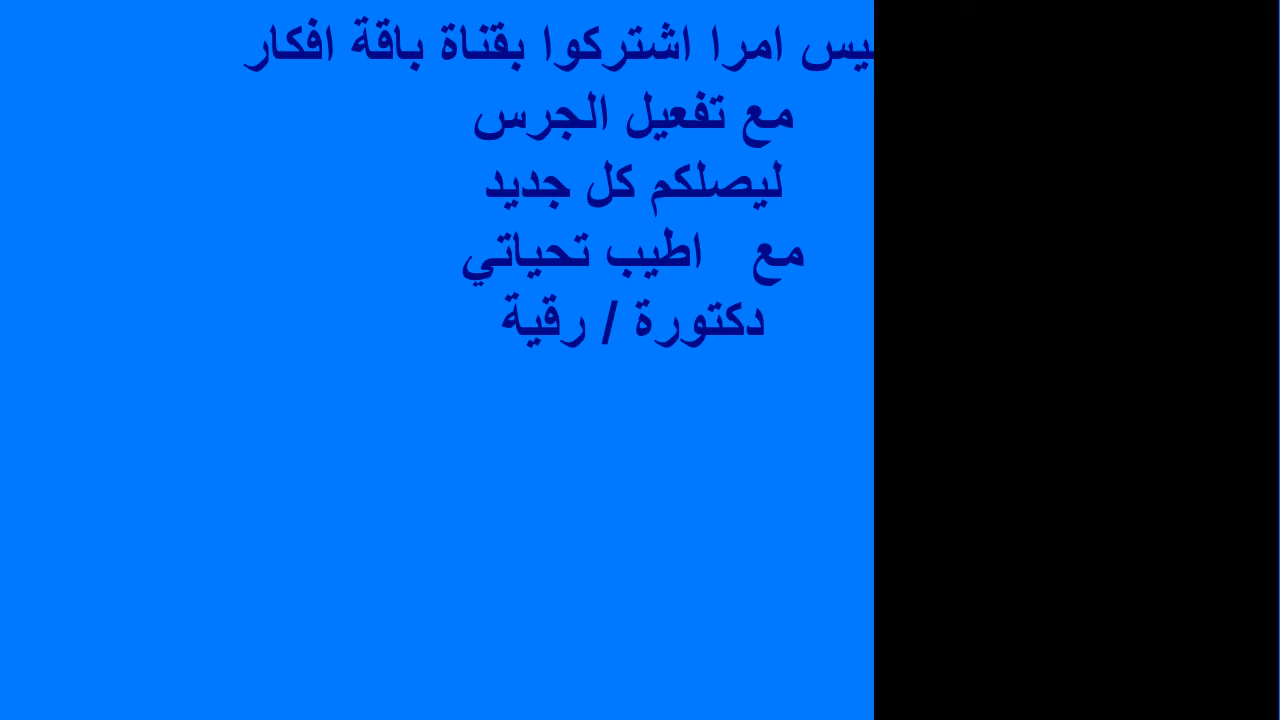 امرا اشتركوا بقناة باقة افكار
مع تفعيل الجرس
ليصلكم كل جديد
مع اطيب تحياتي
دكتورة / رقية